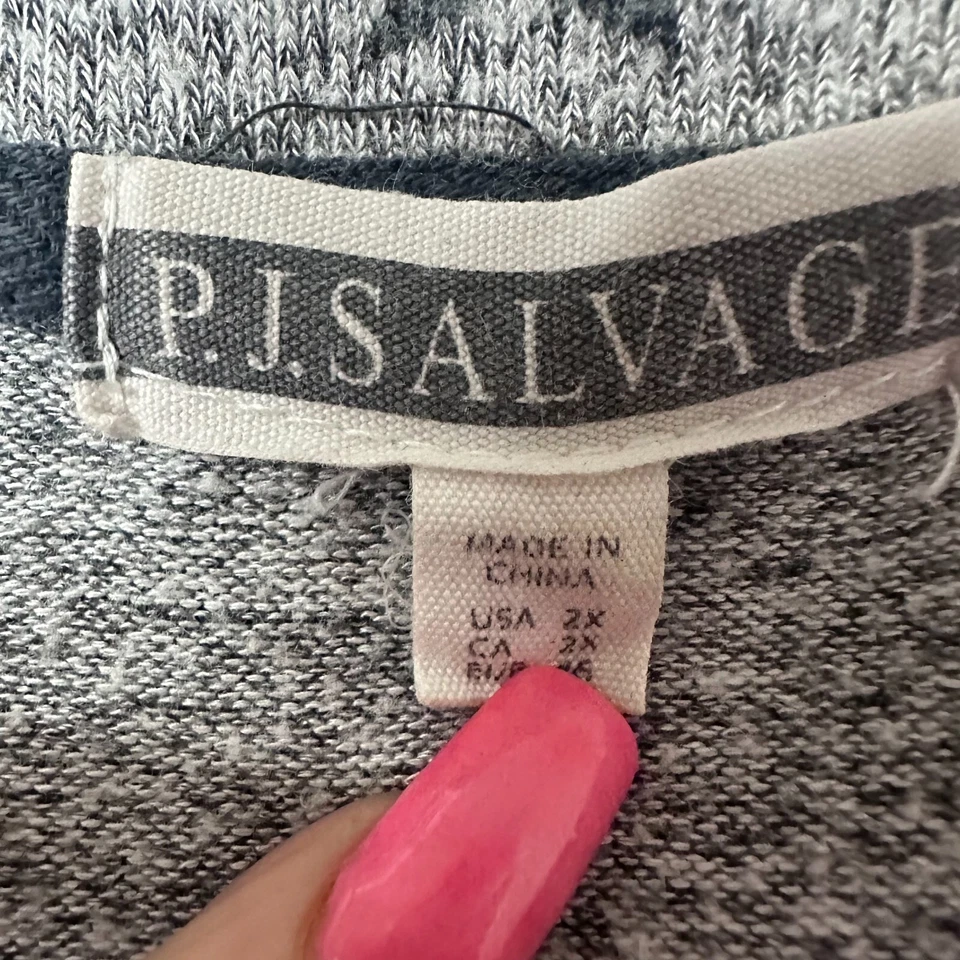 P.J. SALVAGE
MADE IN
CHINA
USA 2X
CA 2X